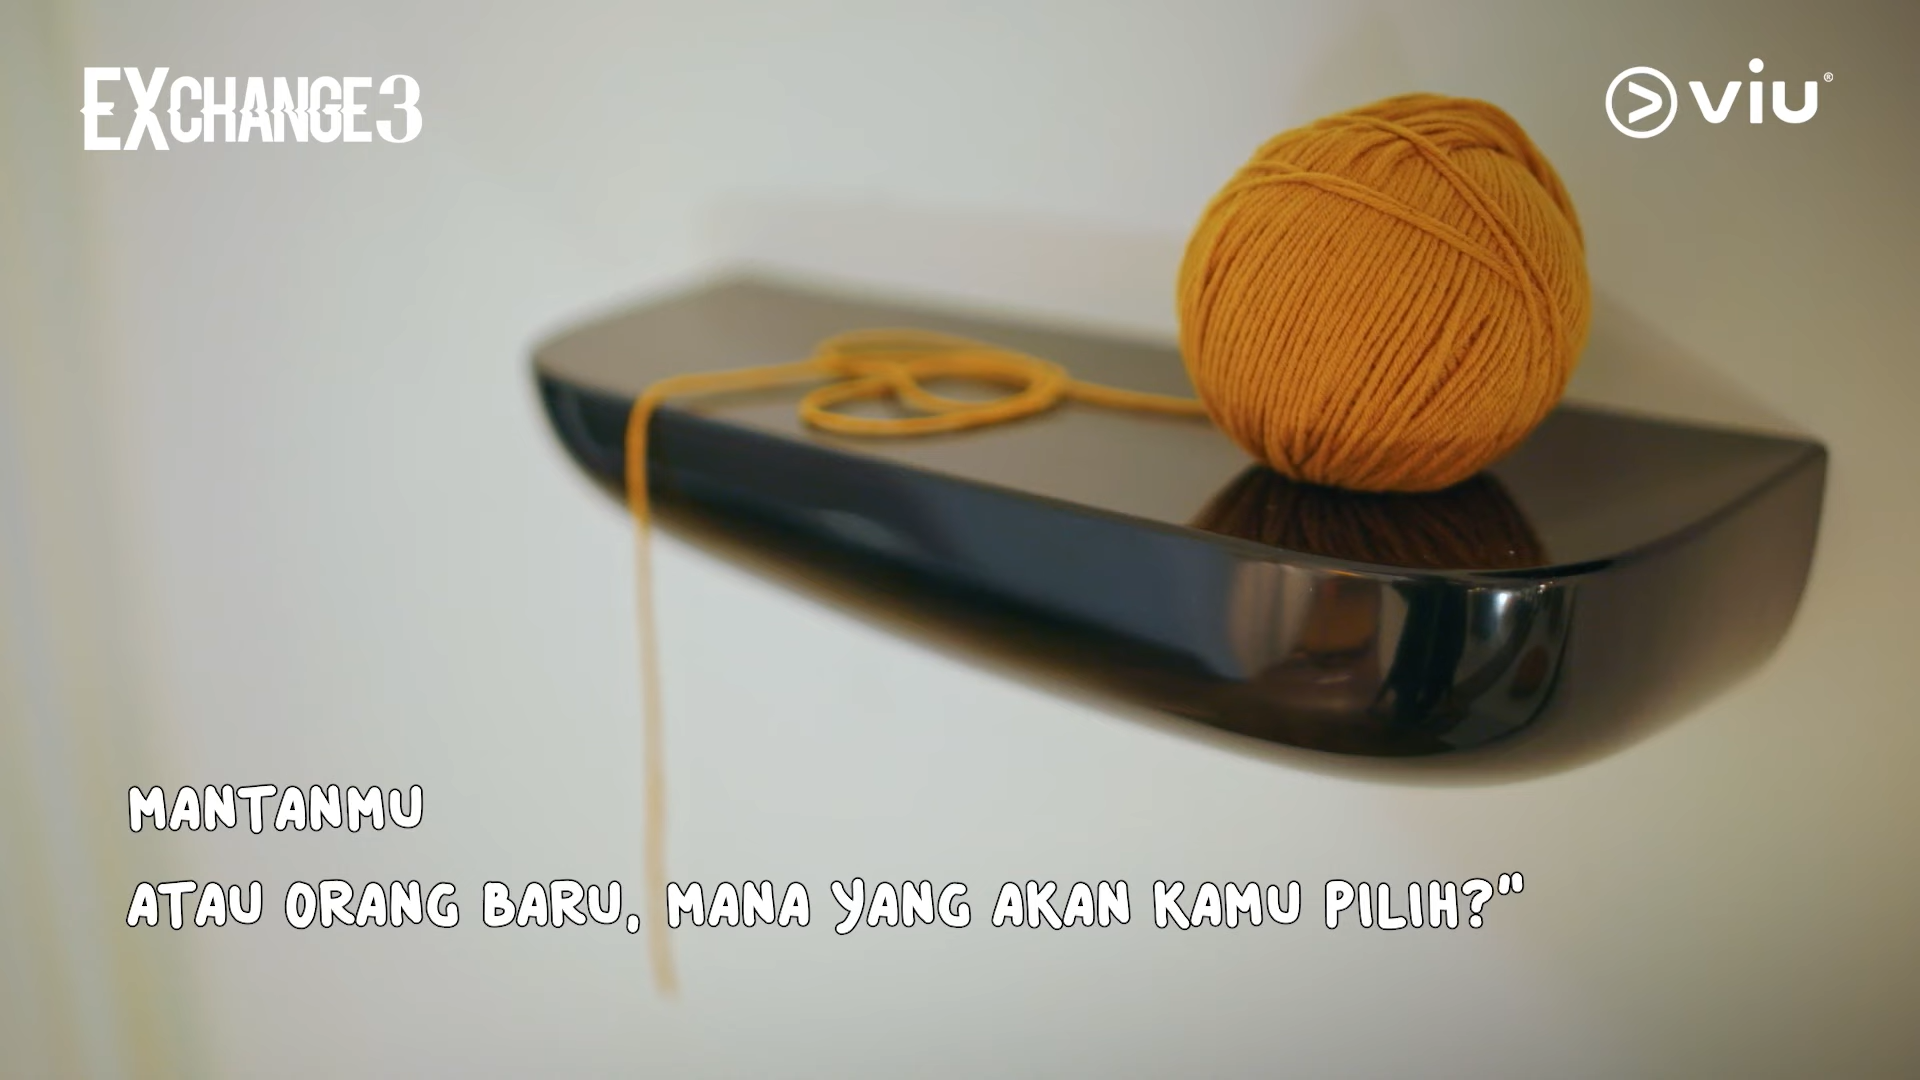 EXCHANGE3
viu®
MANTANMU
ATAU ORANG BARU, MANA YANG AKAN KAMU PILIH?"